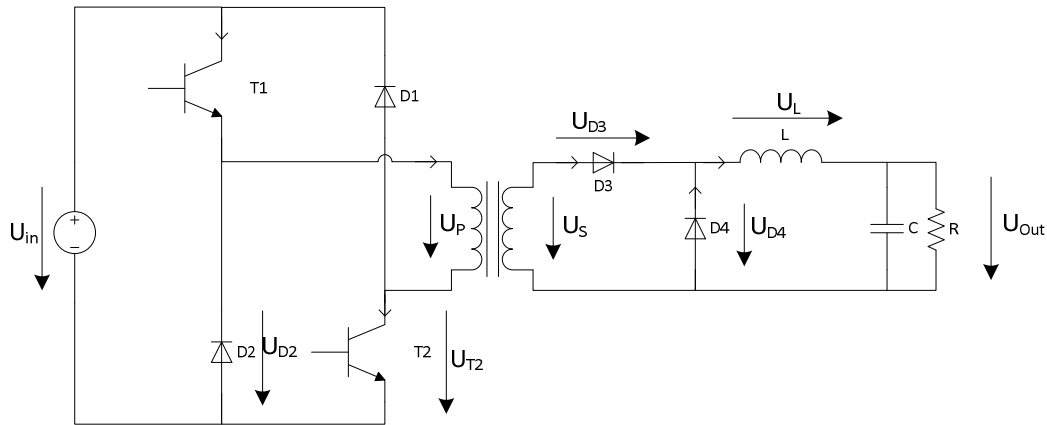 T1
D1
U_L
L
U_D3
D3
U_in
+
−
U_P
U_S
D4
U_D4
C
R
U_Out
D2
U_D2
T2
U_T2